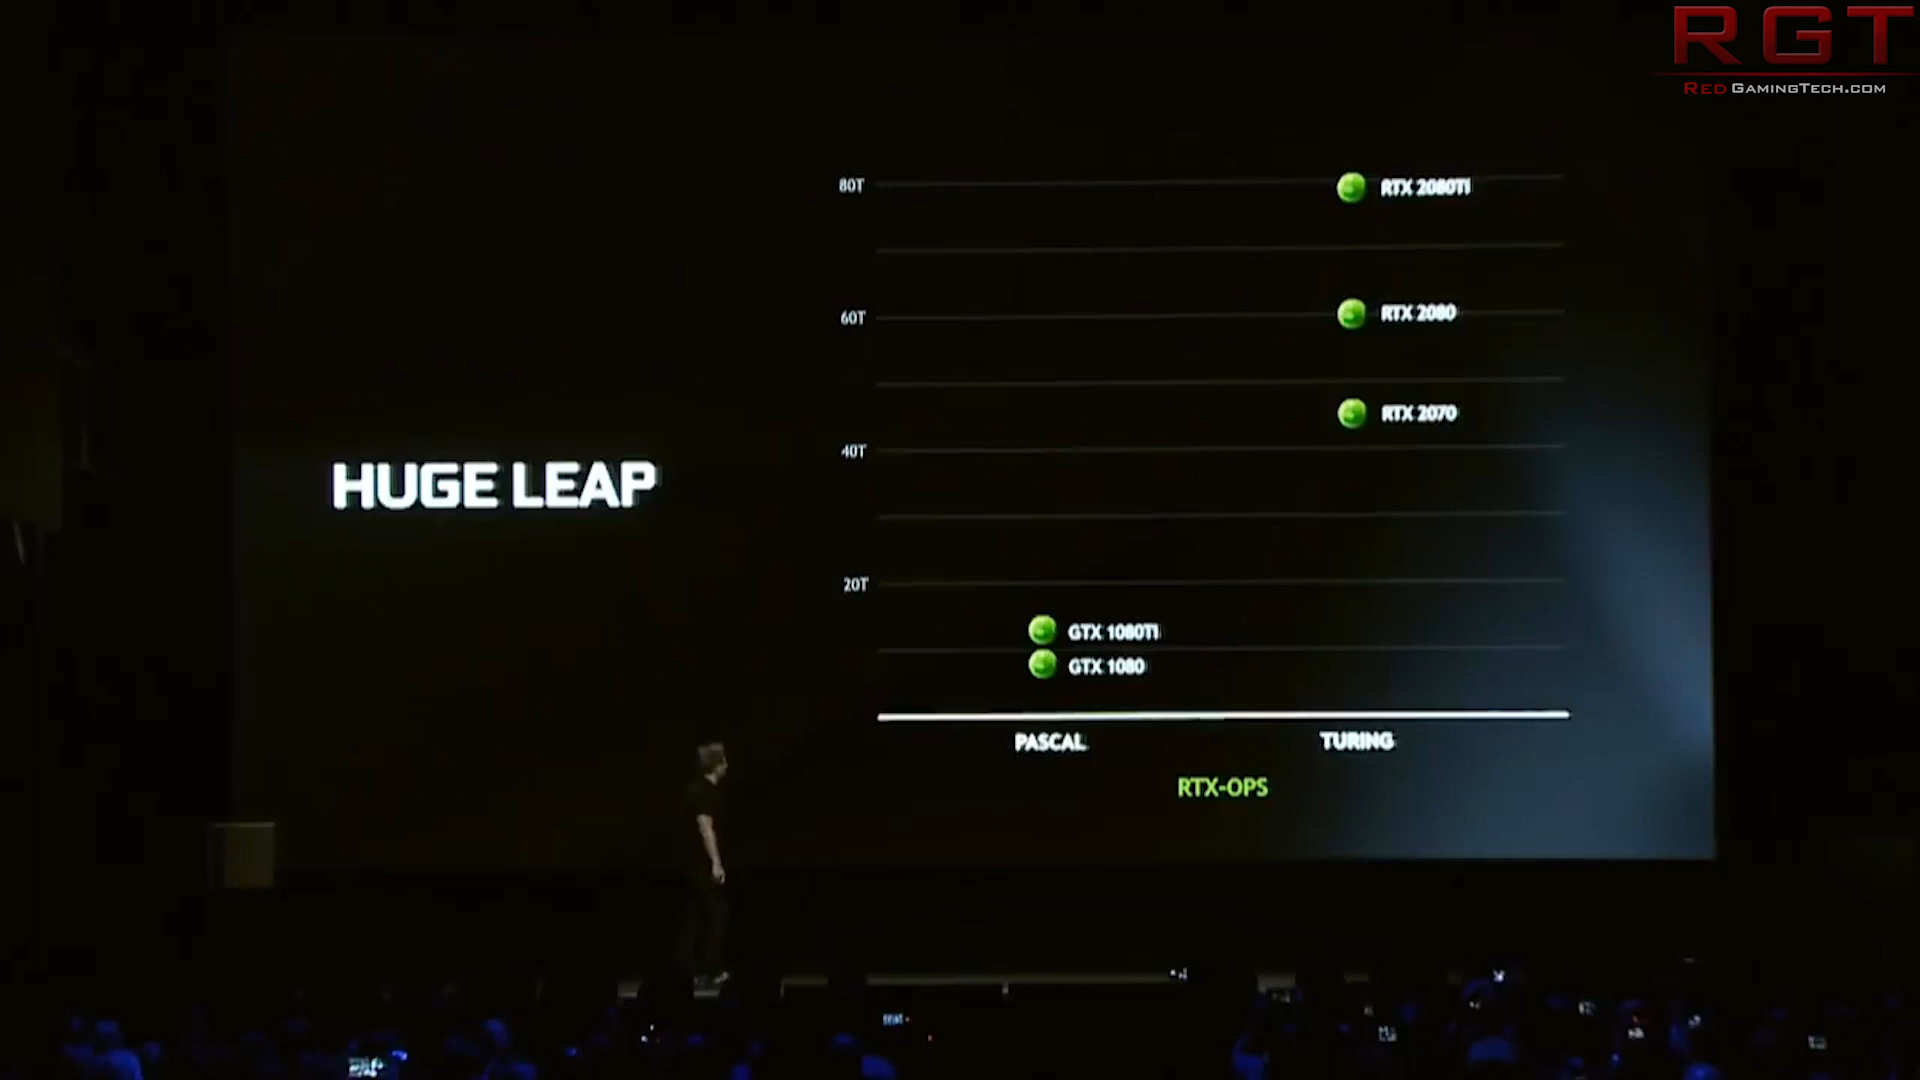 RGT
RED GAMINGTECH.COM
80T
RTX 2080TI
60T
RTX 2080
RTX 2070
40T
HUGE LEAP
20T
GTX 1080TI
GTX 1080
PASCAL
TURING
RTX-OPS